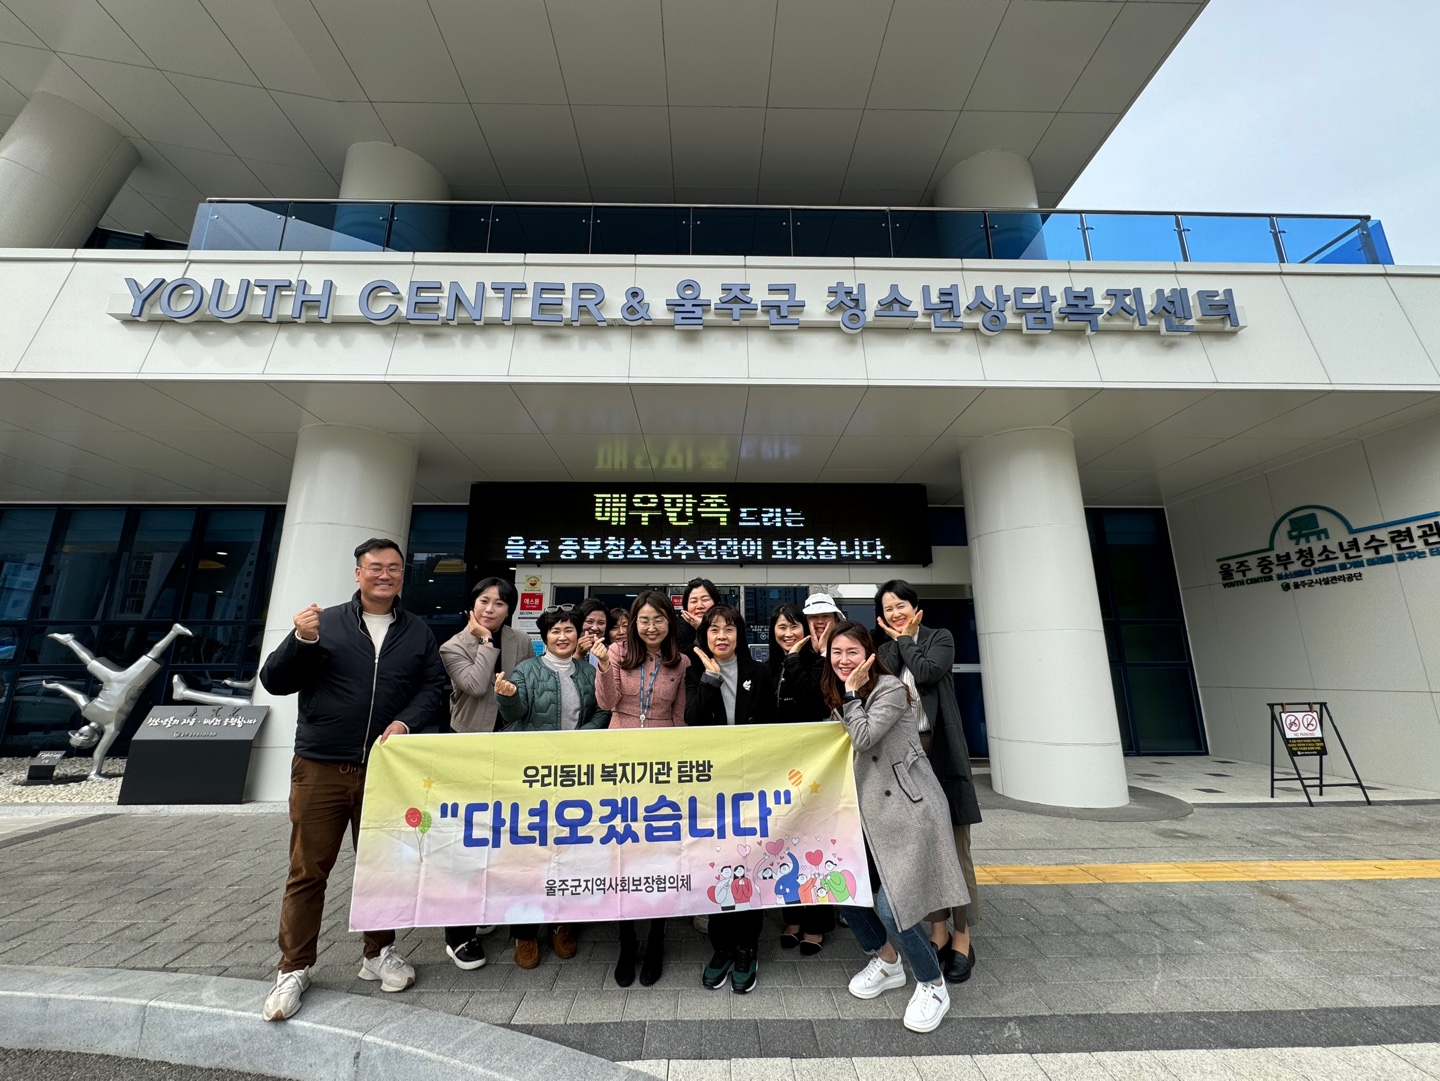 YOUTH CENTER & 울주군 청소년상담복지센터
매우만족 드리는
울주 중부청소년수련관이 되겠습니다.
울주 중부청소년수련관
YOUTH CENTER
울주군시설관리공단
에스원
NO PARKING
Fighting
우리동네 복지기관 탐방
"다녀오겠습니다"
울주군지역사회보장협의체